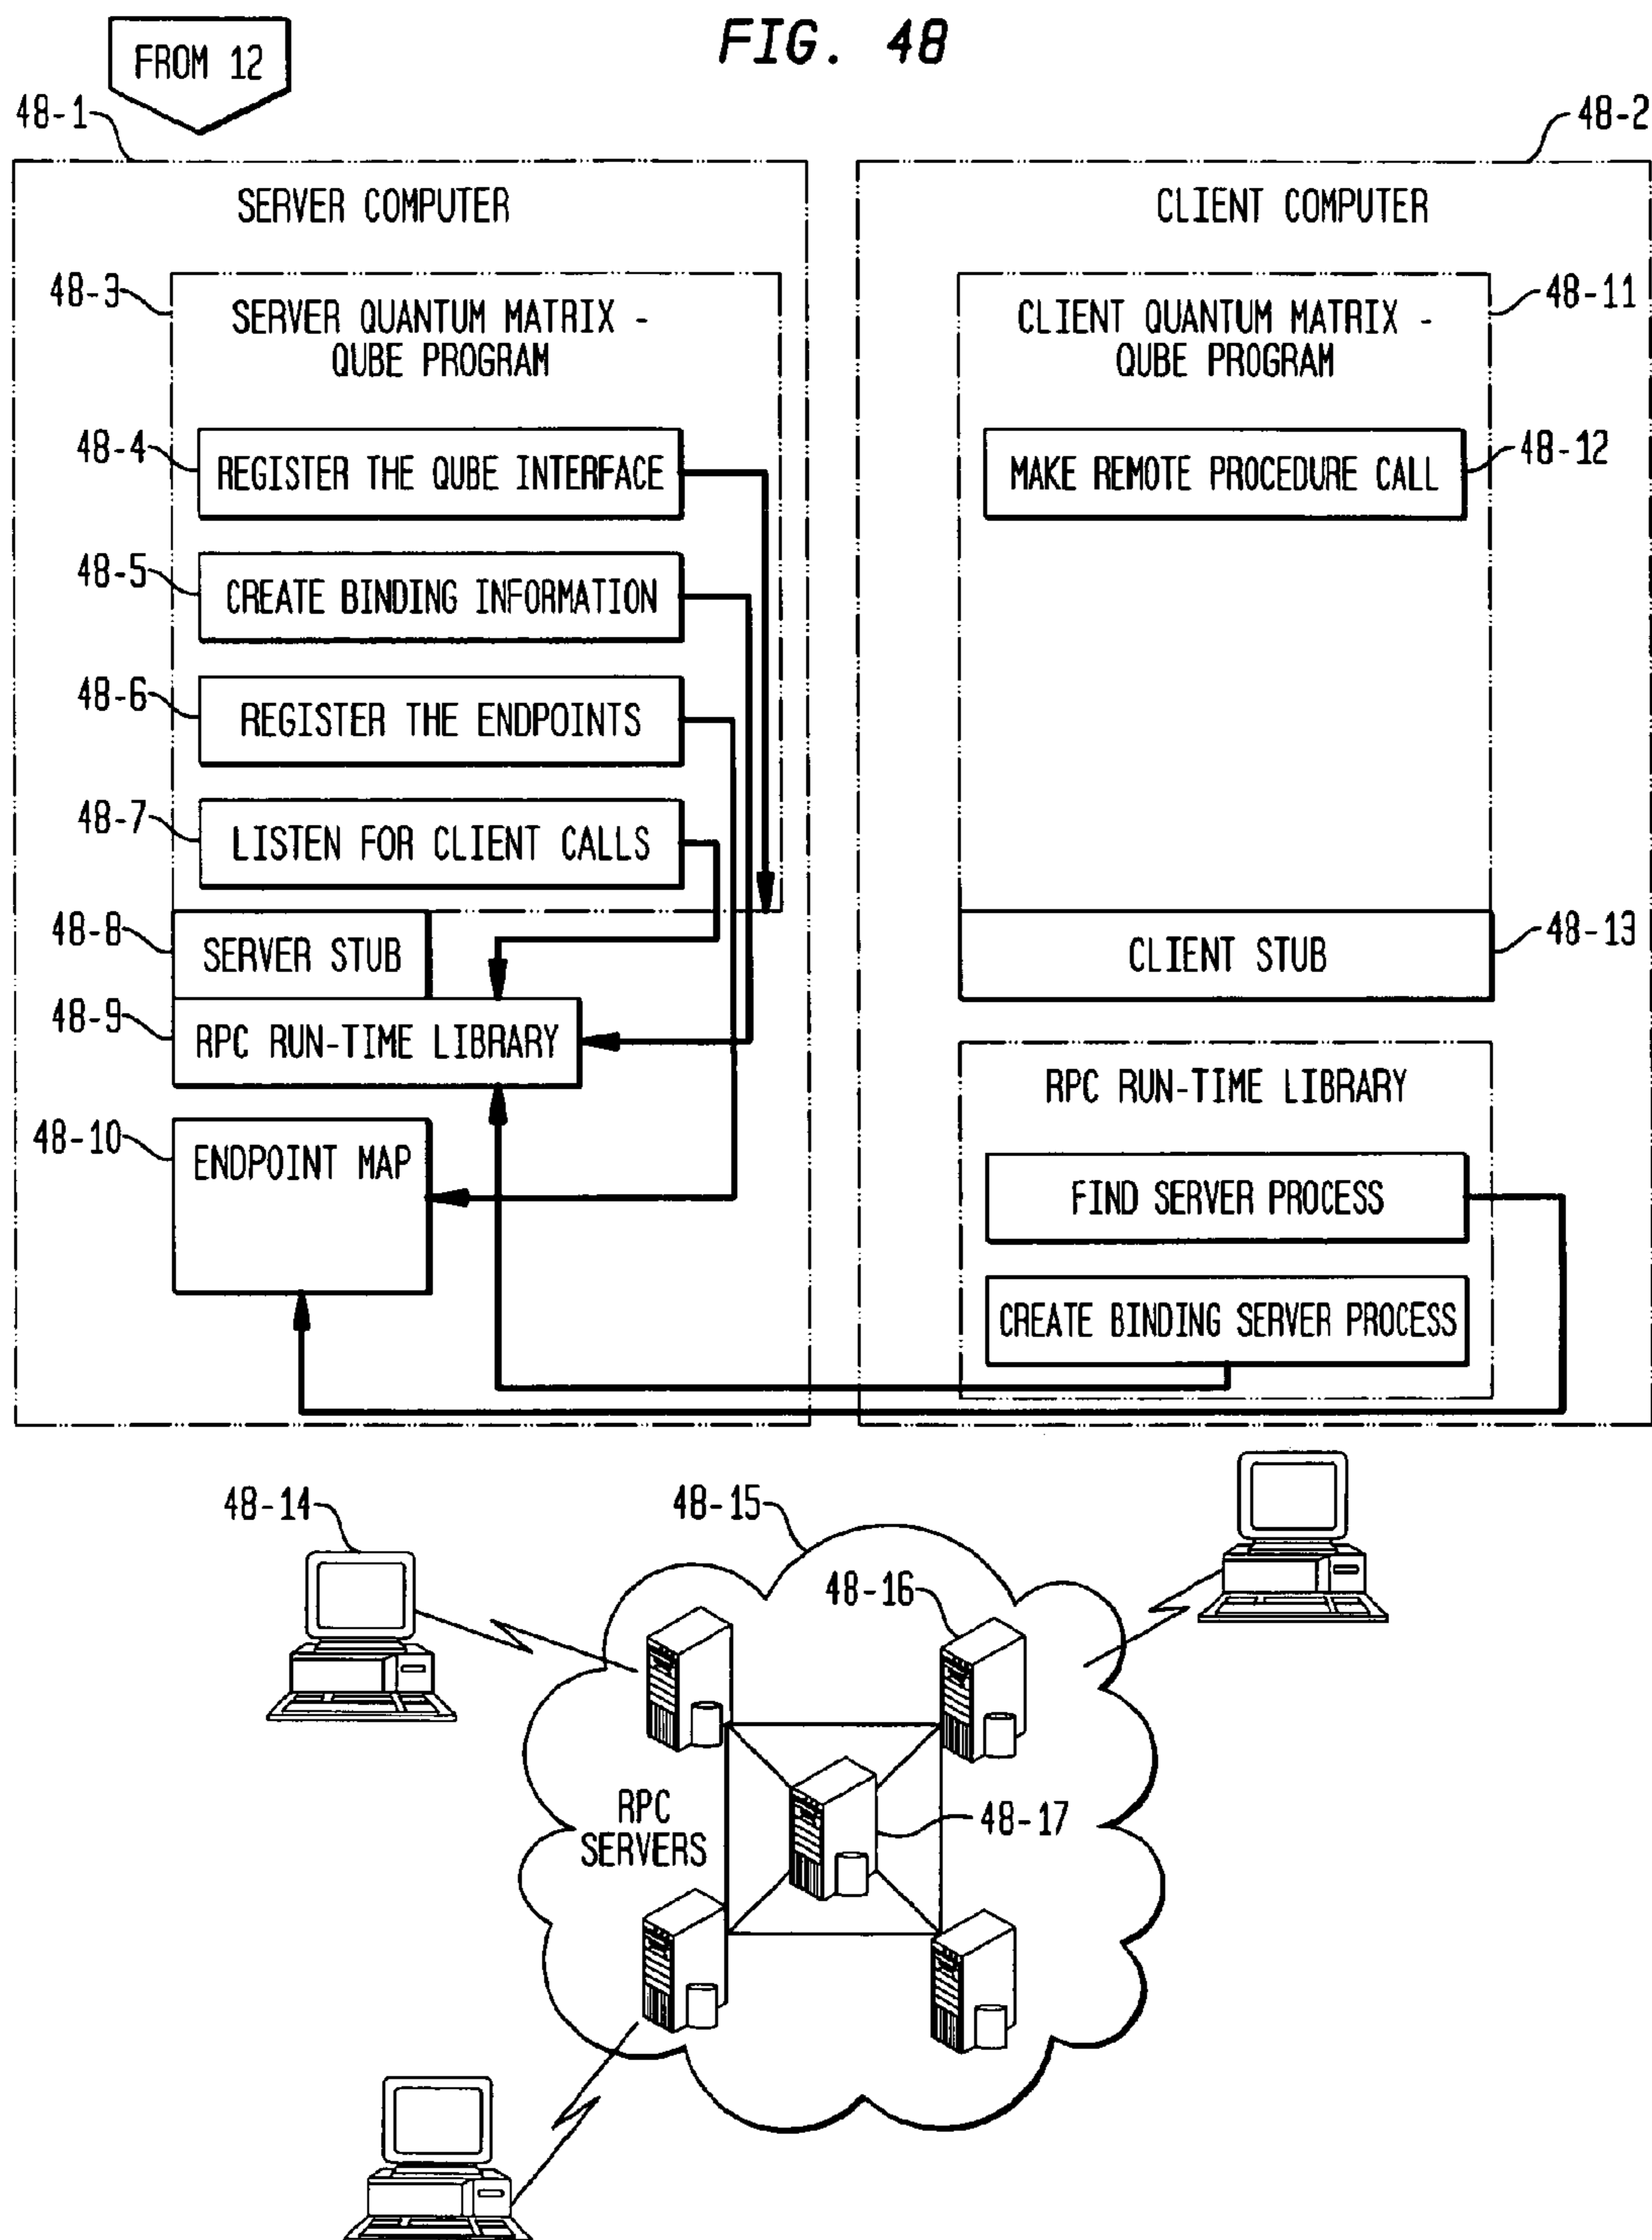 FIG. 48
FROM 12
48-1
48-2
SERVER COMPUTER
CLIENT COMPUTER
48-3
SERVER QUANTUM MATRIX -
QUBE PROGRAM
CLIENT QUANTUM MATRIX -
QUBE PROGRAM
48-11
48-4
REGISTER THE QUBE INTERFACE
MAKE REMOTE PROCEDURE CALL
48-12
48-5
CREATE BINDING INFORMATION
48-6
REGISTER THE ENDPOINTS
48-7
LISTEN FOR CLIENT CALLS
48-8
SERVER STUB
CLIENT STUB
48-13
48-9
RPC RUN-TIME LIBRARY
RPC RUN-TIME LIBRARY
48-10
ENDPOINT MAP
FIND SERVER PROCESS
CREATE BINDING SERVER PROCESS
48-14
48-15
48-16
RPC
SERVERS
48-17